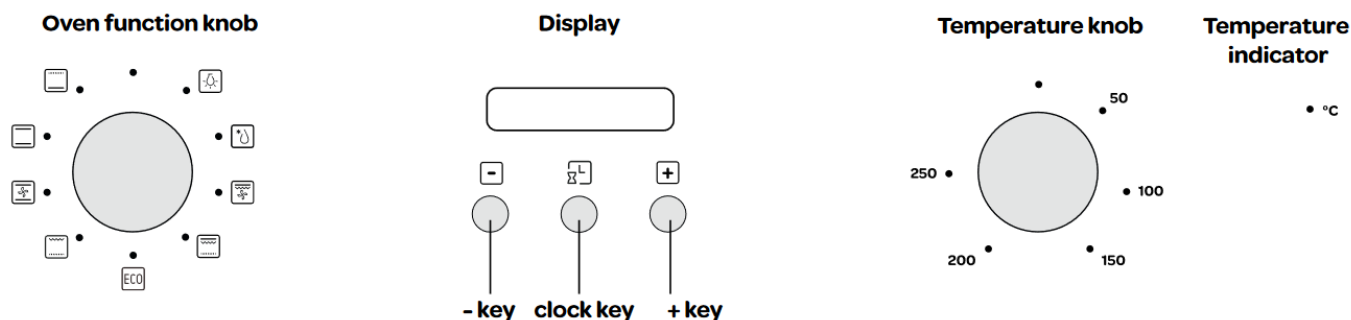 Oven function knob
Display
Temperature knob
Temperature
indicator
50
°C
250
100
200
150
ECO
-
+
- key
clock key
+ key